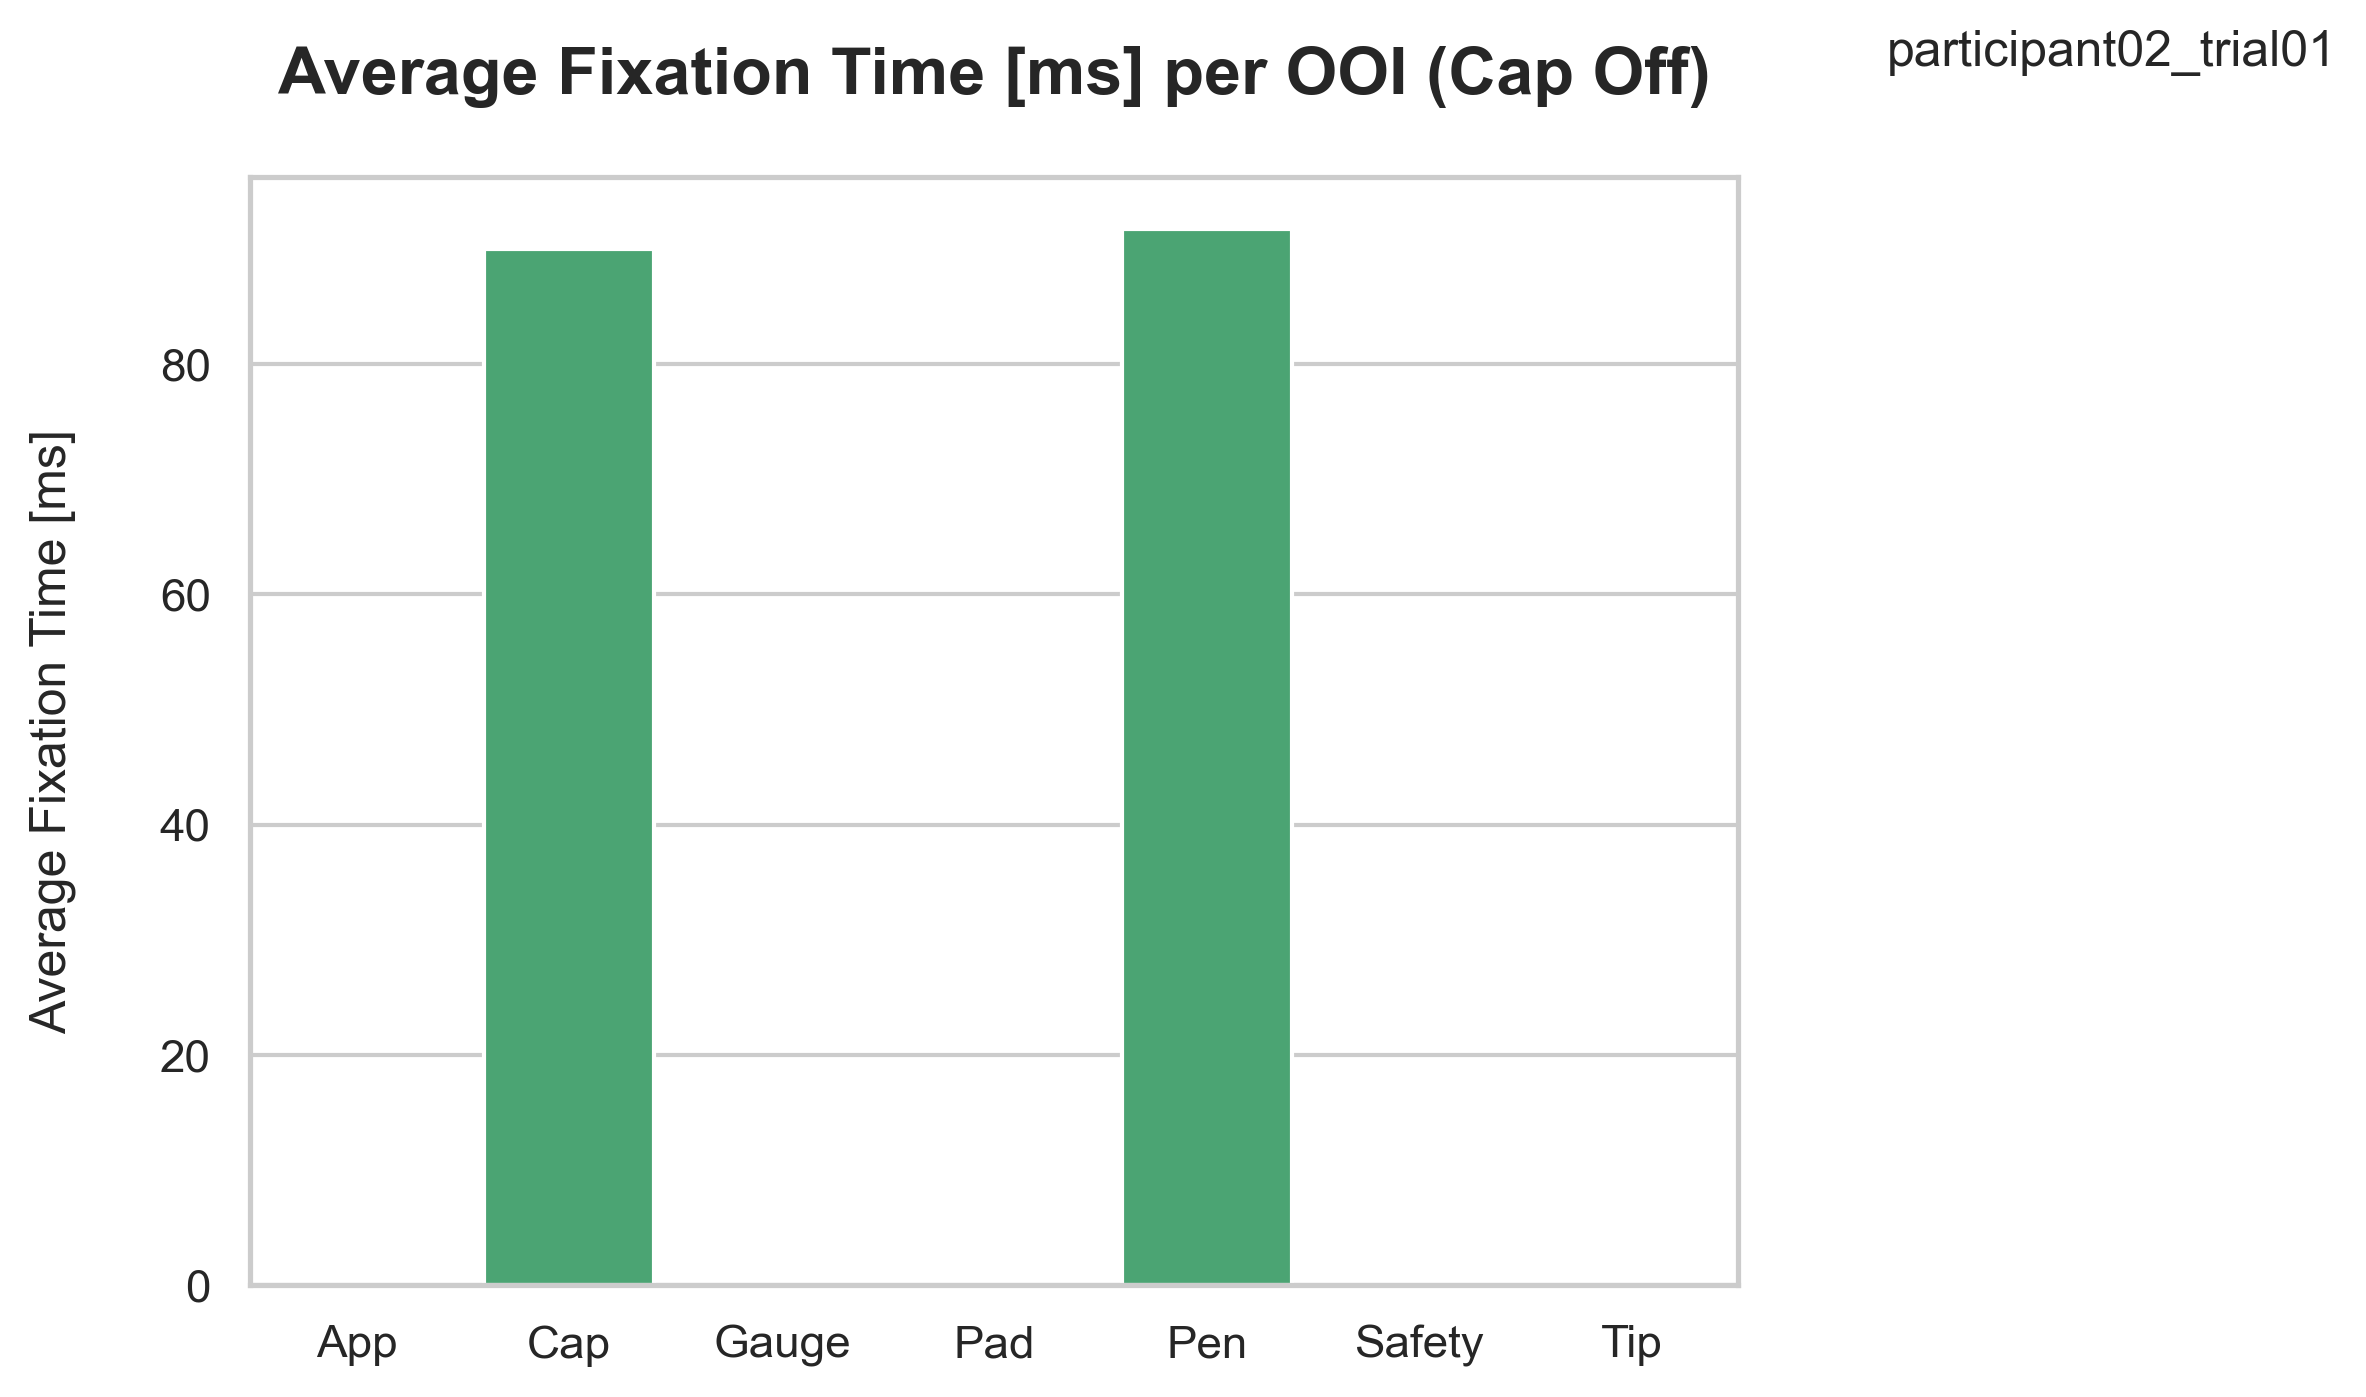 participant02_trial01
Average Fixation Time [ms] per OOI (Cap Off)
Average Fixation Time [ms]
80
60
40
20
0
App Cap Gauge Pad Pen Safety Tip